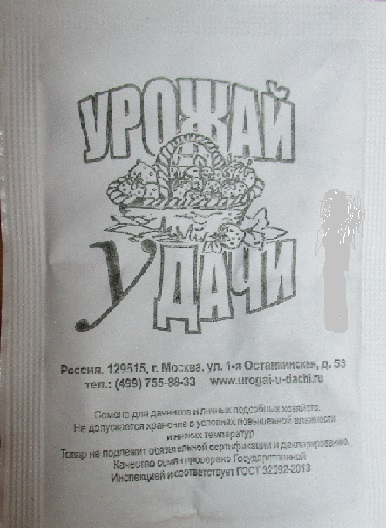 УРОЖАЙ
У ДАЧИ
Россия, 129515, г. Москва, ул. 1-я Останкинская, д. 53
тел.: (499) 755-88-33 www.urogai-u-dachi.ru
Семена для дачников и личных подсобных хозяйств.
Не допускается хранение в условиях повышенной влажности
и низких температур
Товар не подлежит обязательной сертификации и декларированию.
Качество семян проверено Государственной
Инспекцией и соответствует ГОСТ 32592-2013